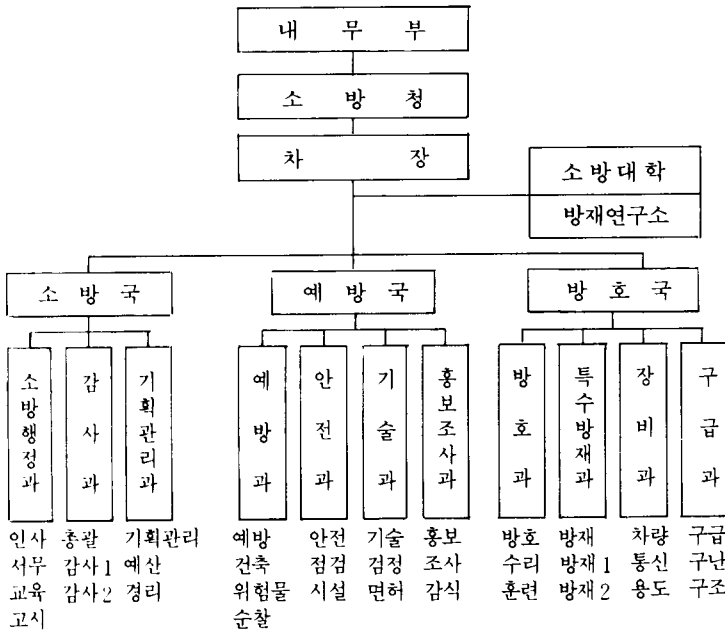 내 무 부
소 방 청
차 장
소 방 대 학
방재연구소
소 방 국
예 방 국
방 호 국
소방행정과
감 사 과
기획관리과
예 방 과
안 전 과
기 술 과
홍보조사과
방 호 과
특수방재과
장 비 과
구 급 과
인사 총괄 기획관리 예방 안전 기술 홍보 방호 방재 차량 구급
서무 감사 1 예산 건축 점검 검정 조사 수리 방재 1 통신 구난
교육 감사 2 경리 위험물 시설 면허 감식 훈련 방재 2 용도 구조
고시 순찰